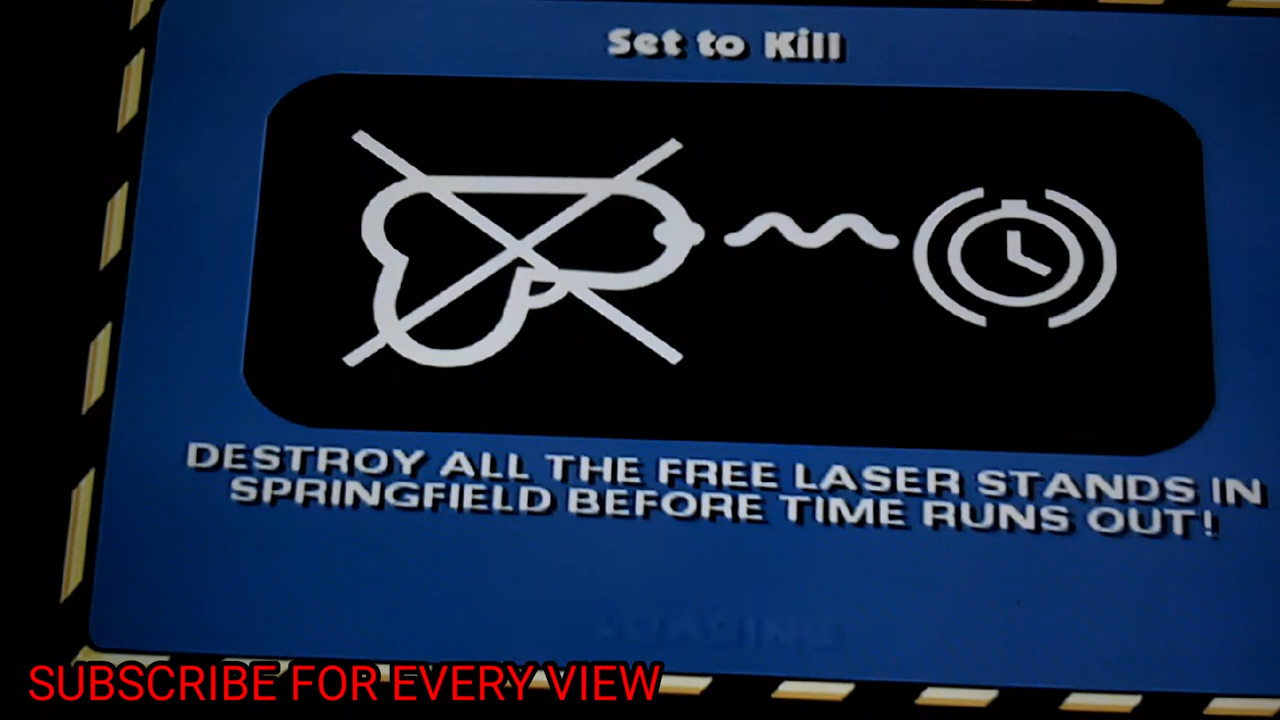 Set to Kill
DESTROY ALL THE FREE LASER STANDS IN
SPRINGFIELD BEFORE TIME RUNS OUT!
LOADING
SUBSCRIBE FOR EVERY VIEW